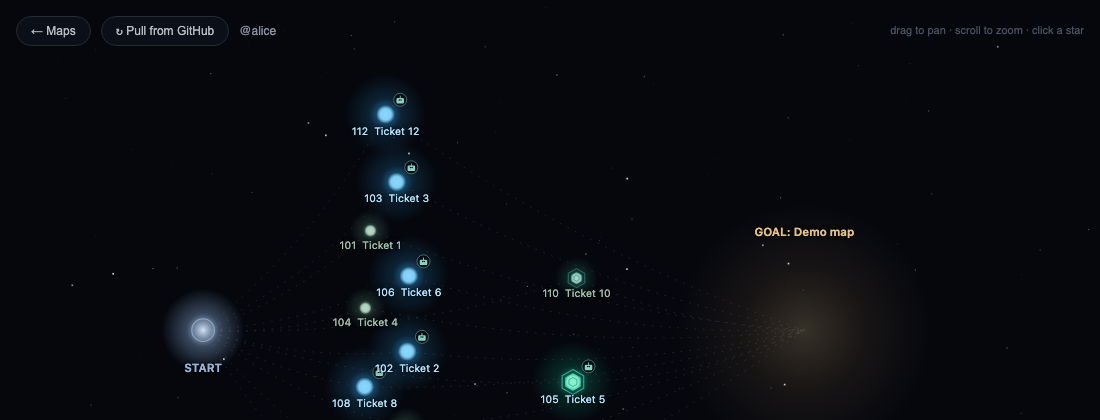 ← Maps
↻ Pull from GitHub
@alice
drag to pan · scroll to zoom · click a star
112 Ticket 12
103 Ticket 3
GOAL: Demo map
101 Ticket 1
106 Ticket 6
110 Ticket 10
104 Ticket 4
START
102 Ticket 2
108 Ticket 8
105 Ticket 5